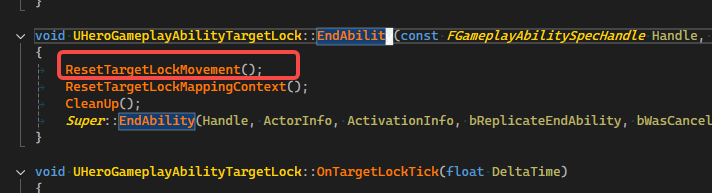 void UHeroGameplayAbilityTargetLock::EndAbilit (const FGameplayAbilitySpecHandle Handle,
{
ResetTargetLockMovement();
ResetTargetLockMappingContext();
CleanUp();
Super::EndAbility(Handle, ActorInfo, ActivationInfo, bReplicateEndAbility, bWasCancel
}
void UHeroGameplayAbilityTargetLock::OnTargetLockTick(float DeltaTime)
{